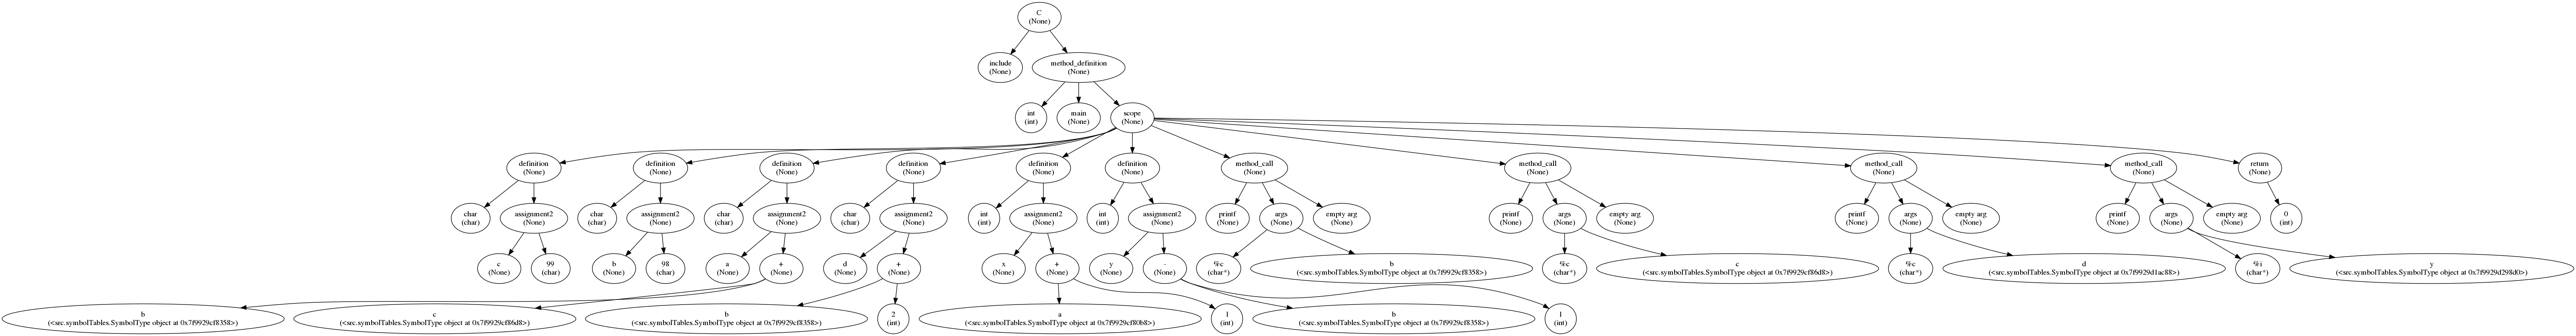 C
(None)
include
(None)
method_definition
(None)
int
(int)
main
(None)
scope
(None)
definition
(None)
definition
(None)
definition
(None)
definition
(None)
definition
(None)
definition
(None)
method_call
(None)
method_call
(None)
method_call
(None)
method_call
(None)
return
(None)
char
(char)
assignment2
(None)
char
(char)
assignment2
(None)
char
(char)
assignment2
(None)
char
(char)
assignment2
(None)
int
(int)
assignment2
(None)
int
(int)
assignment2
(None)
printf
(None)
args
(None)
empty arg
(None)
printf
(None)
args
(None)
empty arg
(None)
printf
(None)
args
(None)
empty arg
(None)
printf
(None)
args
(None)
empty arg
(None)
0
(int)
c
(None)
99
(char)
b
(None)
98
(char)
a
(None)
+
(None)
d
(None)
+
(None)
x
(None)
+
(None)
y
(None)
-
(None)
%c
(char*)
b
(<src.symbolTables.SymbolType object at 0x7f9929cf8358>)
%c
(char*)
c
(<src.symbolTables.SymbolType object at 0x7f9929cf86d8>)
%c
(char*)
d
(<src.symbolTables.SymbolType object at 0x7f9929d1ac88>)
%i
(char*)
y
(<src.symbolTables.SymbolType object at 0x7f9929d298d0>)
b
(<src.symbolTables.SymbolType object at 0x7f9929cf8358>)
c
(<src.symbolTables.SymbolType object at 0x7f9929cf86d8>)
b
(<src.symbolTables.SymbolType object at 0x7f9929cf8358>)
2
(int)
a
(<src.symbolTables.SymbolType object at 0x7f9929cf80b8>)
1
(int)
b
(<src.symbolTables.SymbolType object at 0x7f9929cf8358>)
1
(int)